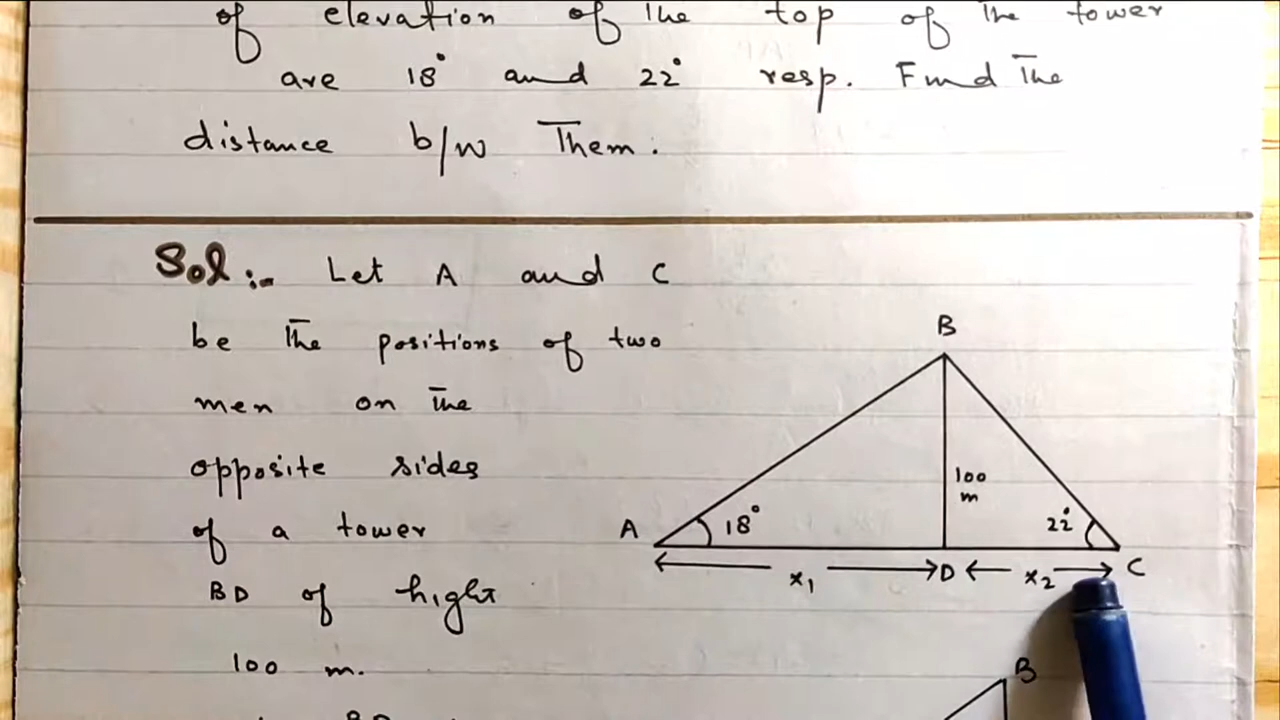 of elevation of the top of the tower
are 18° and 22° resp. Find the
distance b/w Them.
Sol:- Let A and C
be the positions of two
men on the
opposite sides
of a tower
BD of hight
100 m.
BD
B
100
m
A 18° 22° C
x₁ D x₂
B